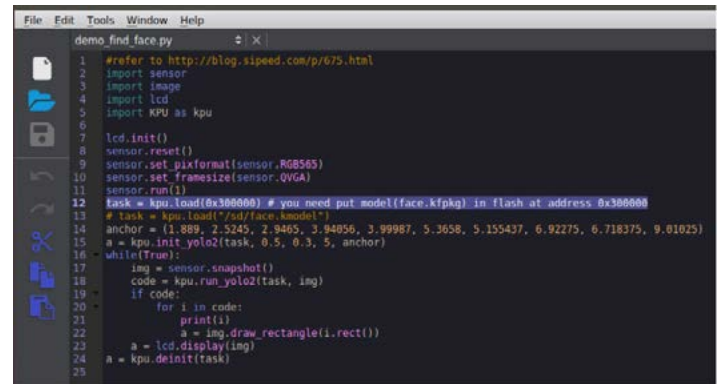 File Edit Tools Window Help
demo_find_face.py
1 #refer to http://blog.sipeed.com/p/675.html
2 import sensor
3 import image
4 import lcd
5 import KPU as kpu
6
7 lcd.init()
8 sensor.reset()
9 sensor.set_pixformat(sensor.RGB565)
10 sensor.set_framesize(sensor.QVGA)
11 sensor.run(1)
12 task = kpu.load(0x300000) # you need put model(face.kfpkg) in flash at address 0x300000
13 # task = kpu.load("/sd/face.kmodel")
14 anchor = (1.889, 2.5245, 2.9465, 3.94056, 3.99987, 5.3658, 5.155437, 6.92275, 6.718375, 9.01025)
15 a = kpu.init_yolo2(task, 0.5, 0.3, 5, anchor)
16 while(True):
17     img = sensor.snapshot()
18     code = kpu.run_yolo2(task, img)
19     if code:
20         for i in code:
21             print(i)
22             a = img.draw_rectangle(i.rect())
23     a = lcd.display(img)
24 a = kpu.deinit(task)
25